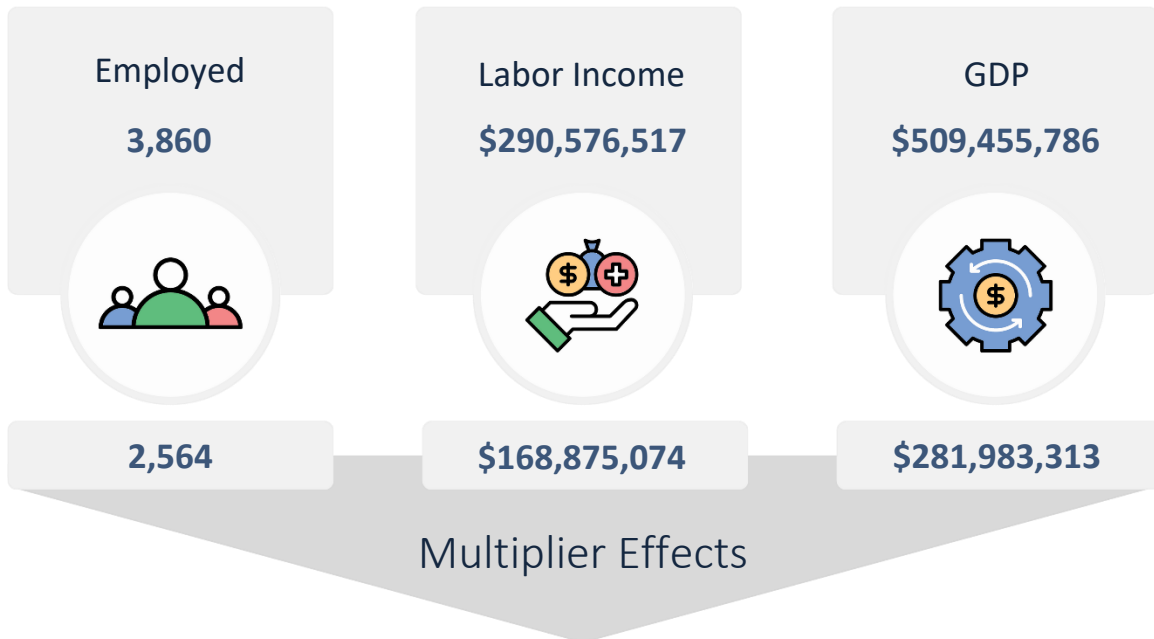 Employed
3,860
Labor Income
$290,576,517
GDP
$509,455,786
2,564
$168,875,074
$281,983,313
Multiplier Effects